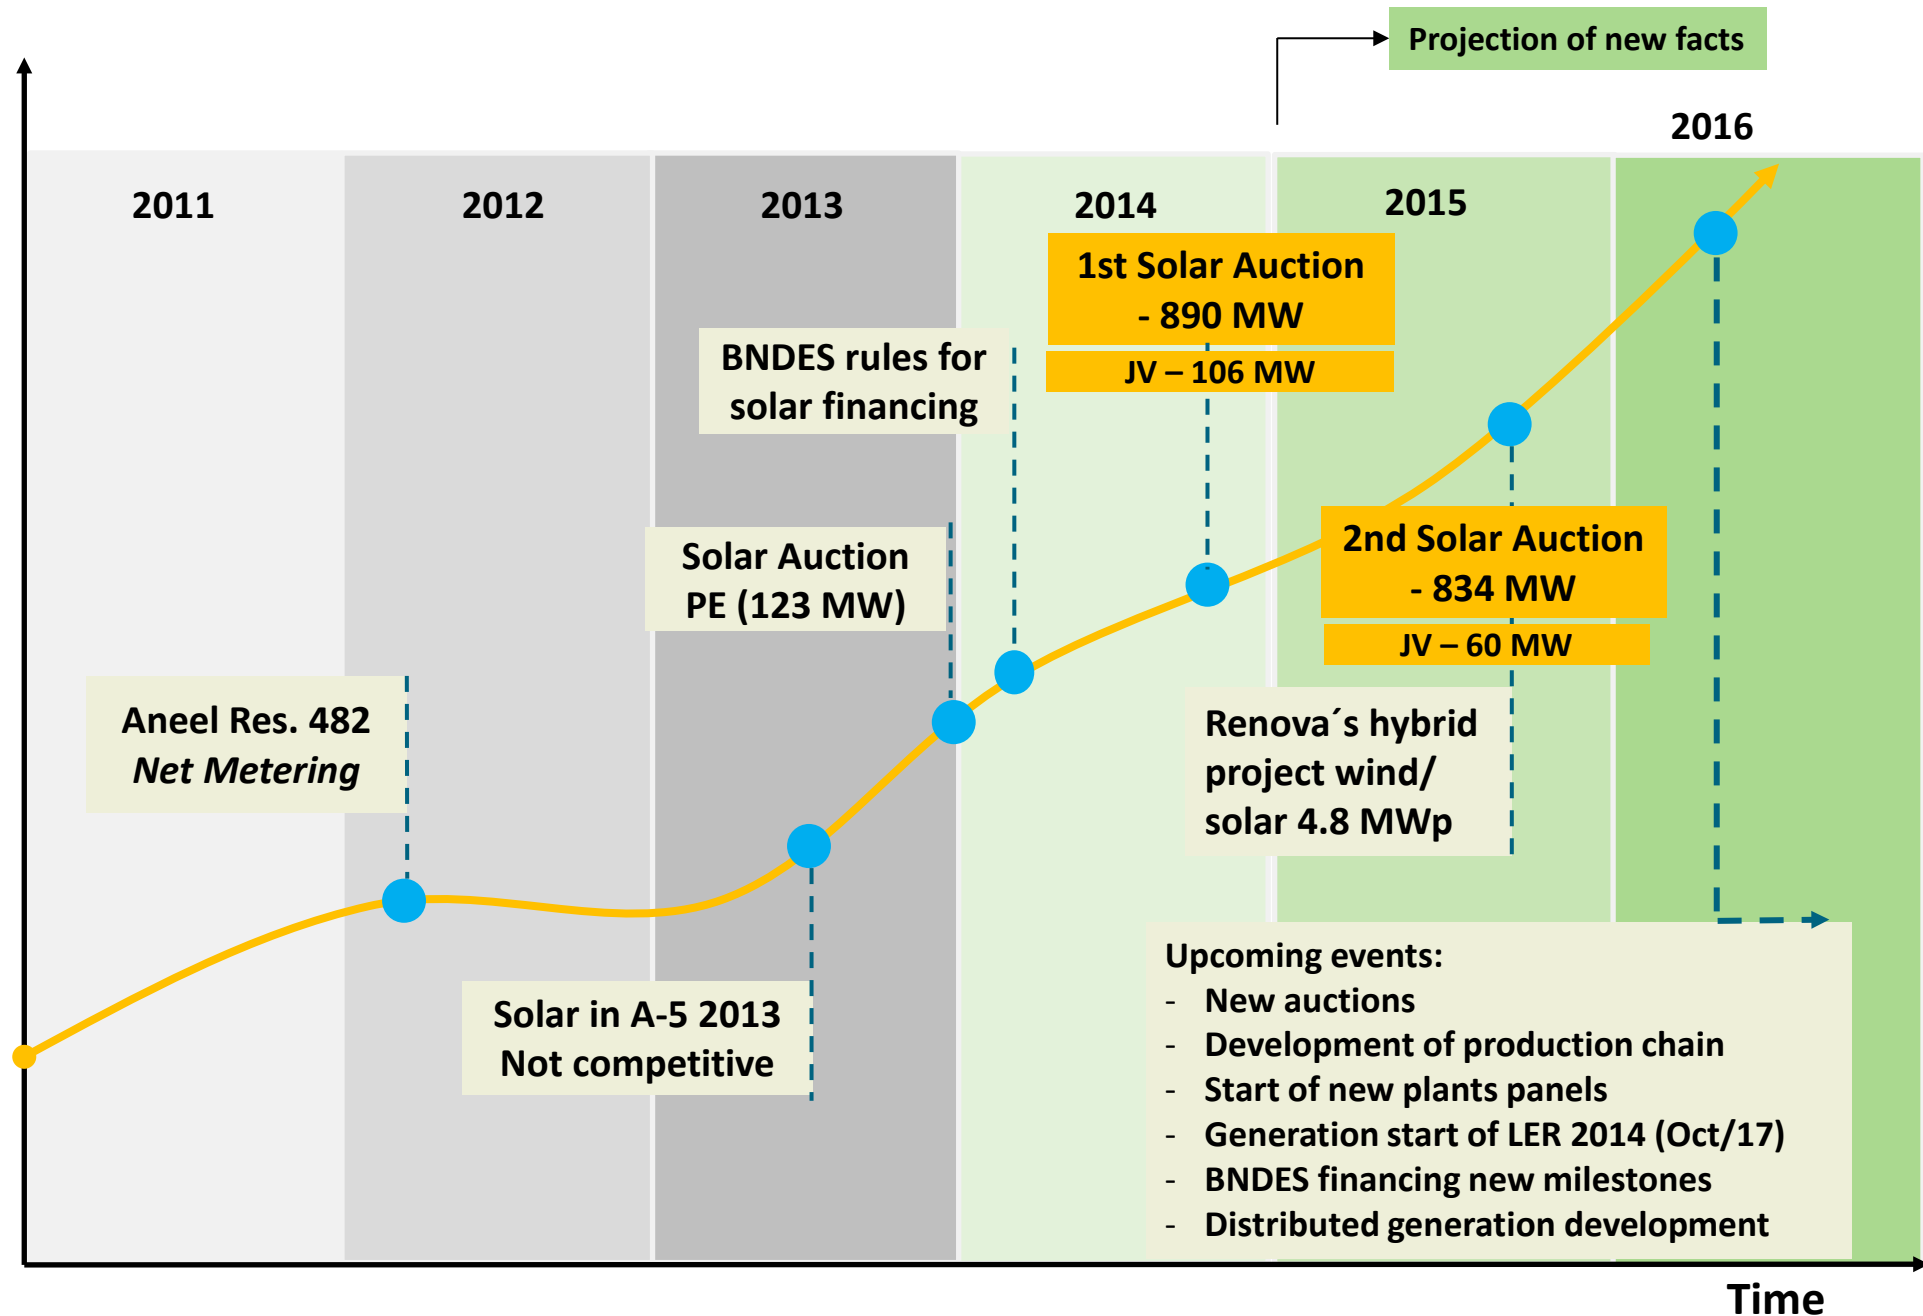 Projection of new facts
2016
2011
2012
2013
2014
2015
1st Solar Auction
- 890 MW
JV – 106 MW
BNDES rules for
solar financing
Solar Auction
PE (123 MW)
2nd Solar Auction
- 834 MW
JV – 60 MW
Aneel Res. 482
Net Metering
Renova´s hybrid
project wind/
solar 4.8 MWp
Solar in A-5 2013
Not competitive
Upcoming events:
- New auctions
- Development of production chain
- Start of new plants panels
- Generation start of LER 2014 (Oct/17)
- BNDES financing new milestones
- Distributed generation development
Time